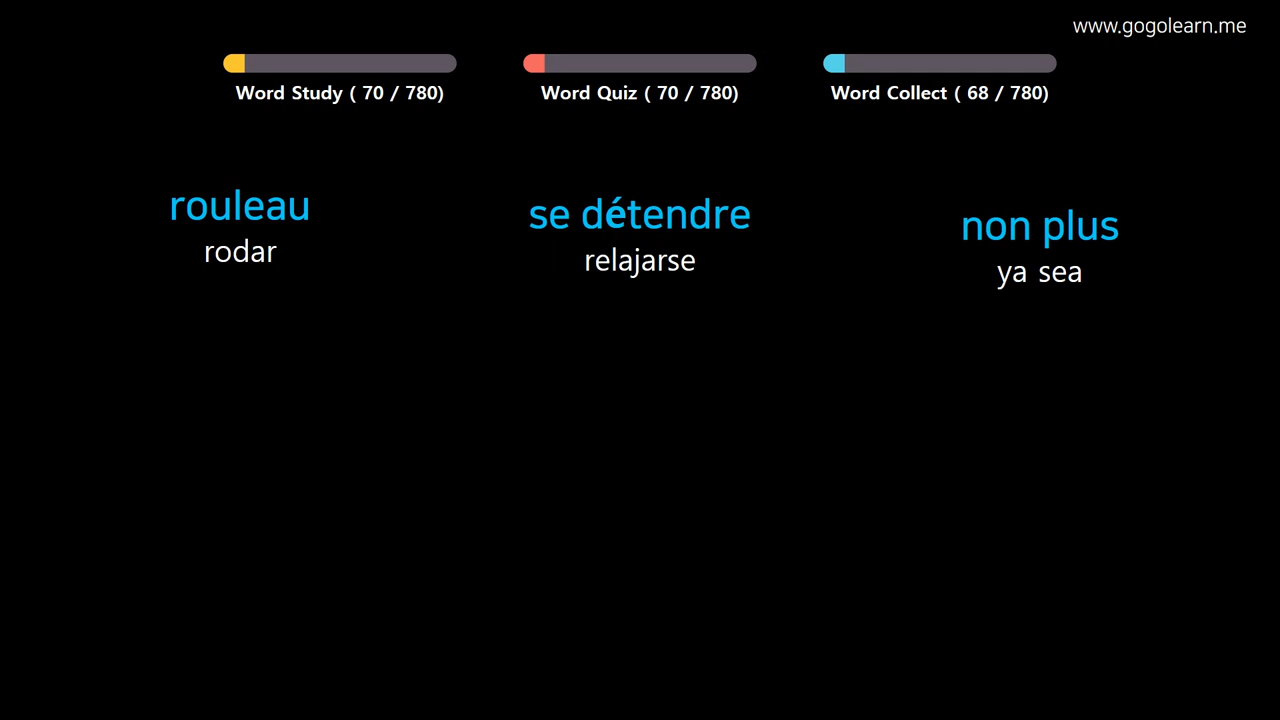 www.gogolearn.me
Word Study ( 70 / 780)
Word Quiz ( 70 / 780)
Word Collect ( 68 / 780)
rouleau
rodar
se détendre
relajarse
non plus
ya sea